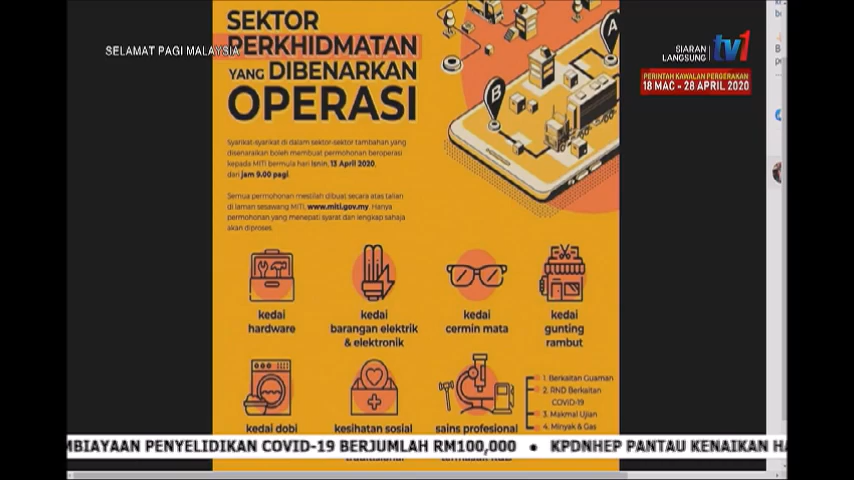 SEKTOR
PERKHIDMATAN
YANG DIBENARKAN
OPERASI
SELAMAT PAGI MALAYSIA
SIARAN
LANGSUNG
tv1
PERINTAH KAWALAN PERGERAKAN
18 MAC - 28 APRIL 2020
A
B
Syarikat-syarikat di dalam sektor-sektor tambahan yang
disenaraikan boleh membuat permohonan beroperasi
kepada MITI bermula hari Isnin, 13 April 2020,
dari jam 9.00 pagi.
Semua permohonan mestilah dibuat secara atas talian
di laman sesawang MITI, www.miti.gov.my. Hanya
permohonan yang menepati syarat dan lengkap sahaja
akan diproses.
kedai
hardware
kedai
barangan elektrik
& elektronik
kedai
cermin mata
kedai
gunting
rambut
kedai dobi
kesihatan sosial
sains profesional
1. Berkaitan Guaman
2. RND Berkaitan
COVID-19
3. Makmal Ujian
4. Minyak & Gas
MBIAYAAN PENYELIDIKAN COVID-19 BERJUMLAH RM100,000 • KPDNHEP PANTAU KENAIKAN HA